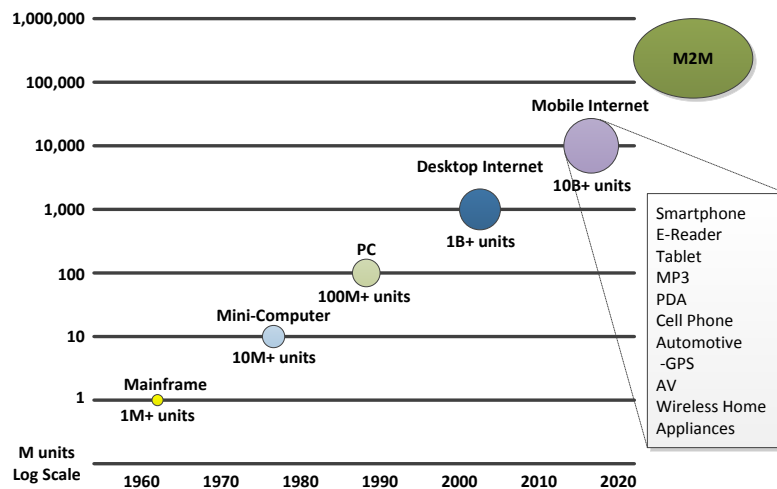 1,000,000
M2M
100,000
Mobile Internet
10,000
Desktop Internet
10B+ units
1,000
1B+ units
PC
100
100M+ units
Mini-Computer
10
10M+ units
Mainframe
1
1M+ units
M units
Log Scale
1960 1970 1980 1990 2000 2010 2020
Smartphone
E-Reader
Tablet
MP3
PDA
Cell Phone
Automotive
-GPS
AV
Wireless Home
Appliances